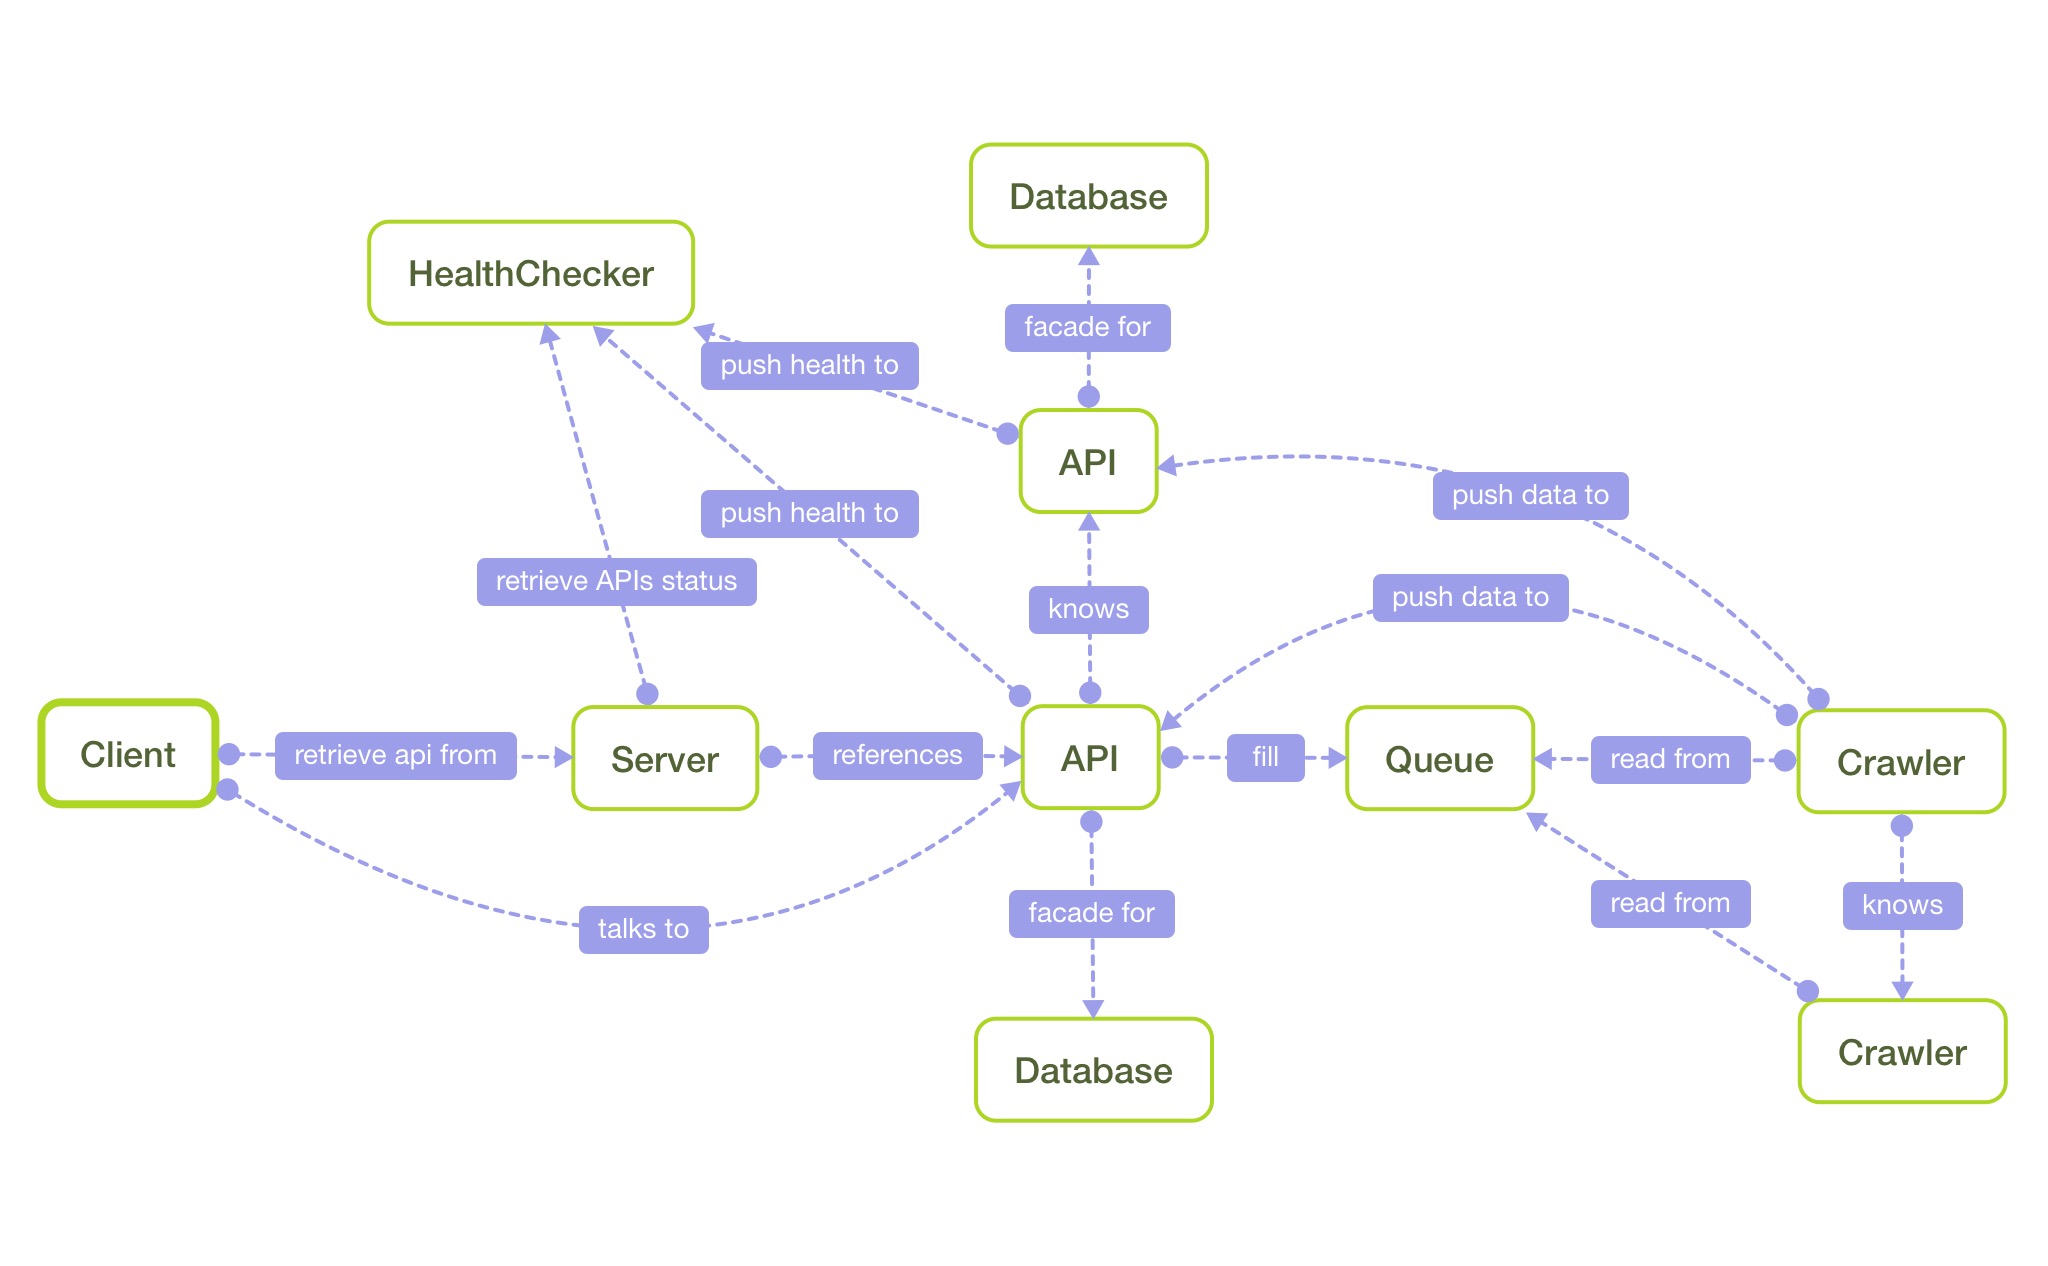 Database
HealthChecker
facade for
push health to
API
push data to
push health to
retrieve APIs status
push data to
knows
Client
retrieve api from
Server
references
API
fill
Queue
read from
Crawler
talks to
facade for
read from
knows
Database
Crawler